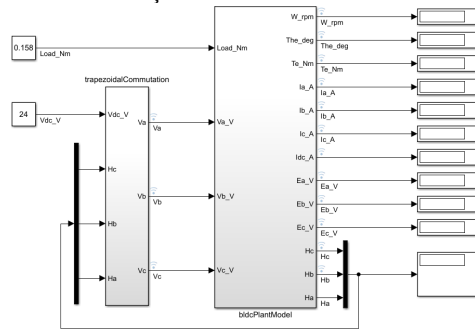 0.158
Load_Nm
24
Vdc_V
trapezoidalCommutation
Vdc_V
Hc
Hb
Ha
Va
Vb
Vc
Va
Vb
Vc
Load_Nm
Va_V
Vb_V
Vc_V
W_rpm
The_deg
Te_Nm
Ia_A
Ib_A
Ic_A
Idc_A
Ea_V
Eb_V
Ec_V
Hc
Hb
Ha
W_rpm
The_deg
Te_Nm
Ia_A
Ib_A
Ic_A
Idc_A
Ea_V
Eb_V
Ec_V
Hc
Hb
Ha
bldcPlantModel